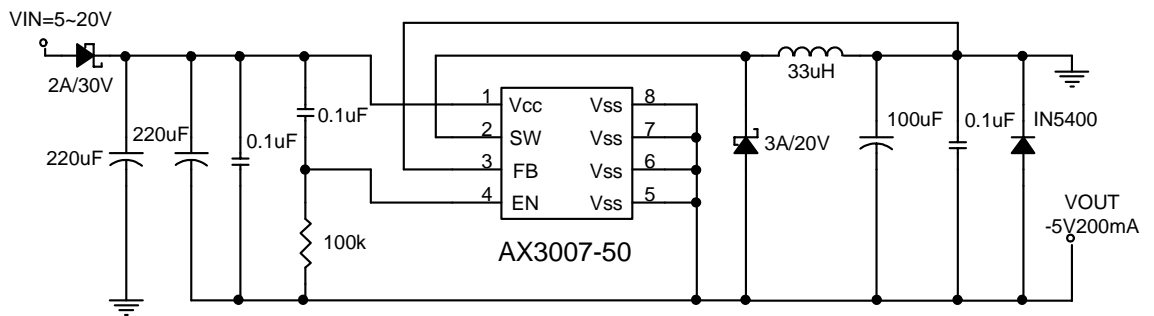 VIN=5~20V
2A/30V
220uF
220uF
0.1uF
0.1uF
100k
1 Vcc Vss 8
2 SW Vss 7
3 FB Vss 6
4 EN Vss 5
AX3007-50
33uH
3A/20V
100uF
0.1uF
IN5400
VOUT
-5V200mA